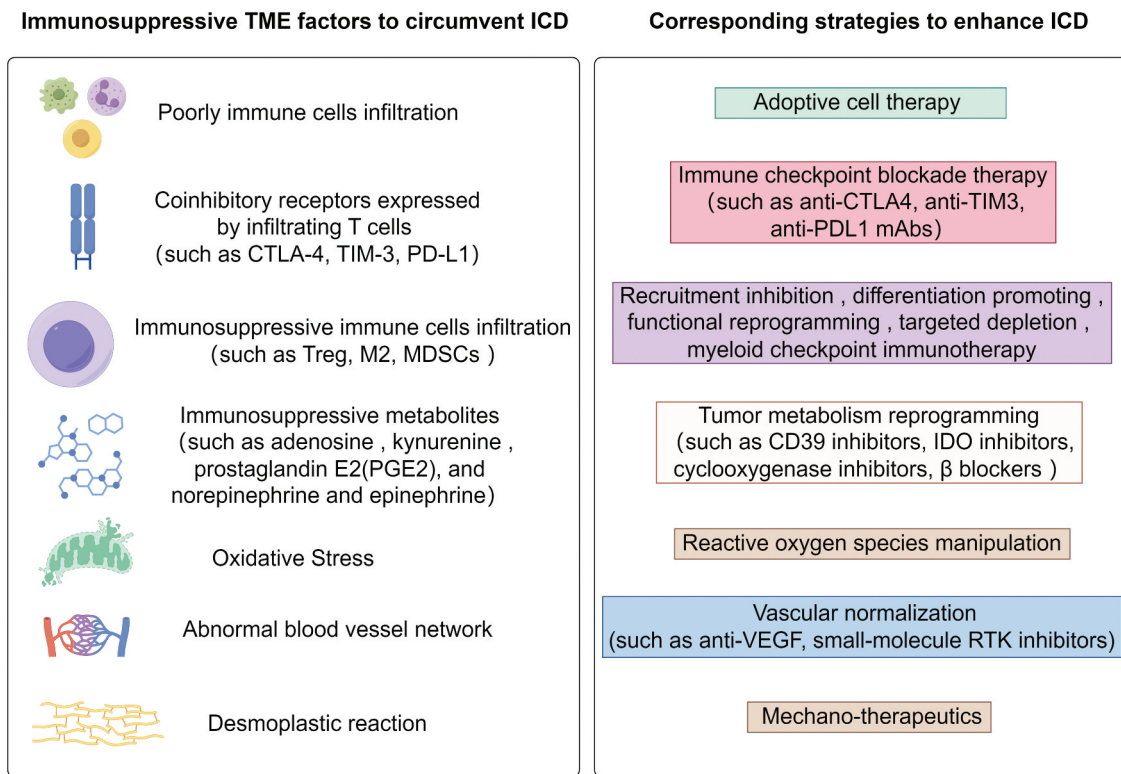 Immunosuppressive TME factors to circumvent ICD
Poorly immune cells infiltration
Coinhibitory receptors expressed
by infiltrating T cells
(such as CTLA-4, TIM-3, PD-L1)
Immunosuppressive immune cells infiltration
(such as Treg, M2, MDSCs )
Immunosuppressive metabolites
(such as adenosine , kynurenine ,
prostaglandin E2(PGE2), and
norepinephrine and epinephrine)
Oxidative Stress
Abnormal blood vessel network
Desmoplastic reaction
Corresponding strategies to enhance ICD
Adoptive cell therapy
Immune checkpoint blockade therapy
(such as anti-CTLA4, anti-TIM3,
anti-PDL1 mAbs)
Recruitment inhibition , differentiation promoting ,
functional reprogramming , targeted depletion ,
myeloid checkpoint immunotherapy
Tumor metabolism reprogramming
(such as CD39 inhibitors, IDO inhibitors,
cyclooxygenase inhibitors, β blockers )
Reactive oxygen species manipulation
Vascular normalization
(such as anti-VEGF, small-molecule RTK inhibitors)
Mechano-therapeutics